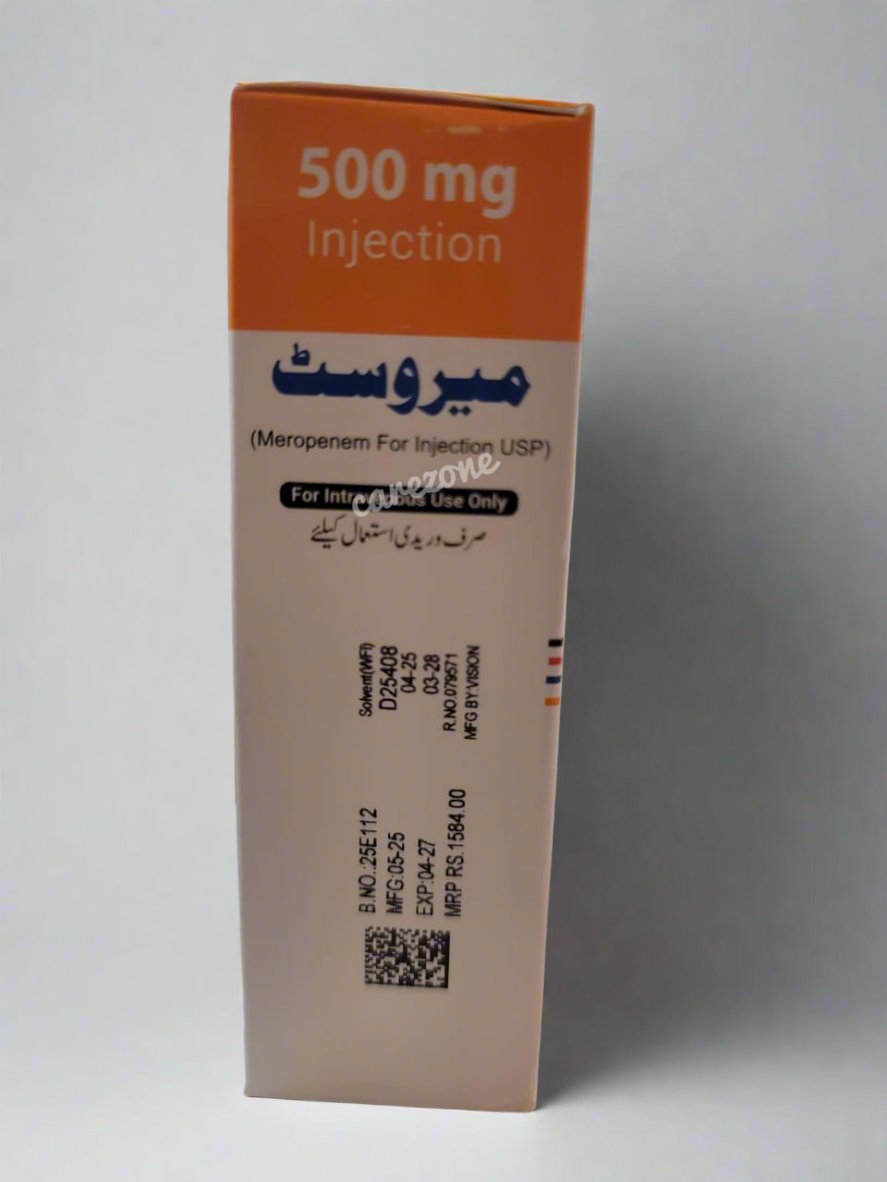 500 mg
Injection
میروسٹ
(Meropenem For Injection USP)
carezone
For Intravenous Use Only
صرف وریدی استعمال کیلئے
Solvent(WFI)
D25408
04-25
03-28
R.NO.079571
MFG BY:VISION
B.NO.:25E112
MFG:05-25
EXP:04-27
MRP RS.1584.00